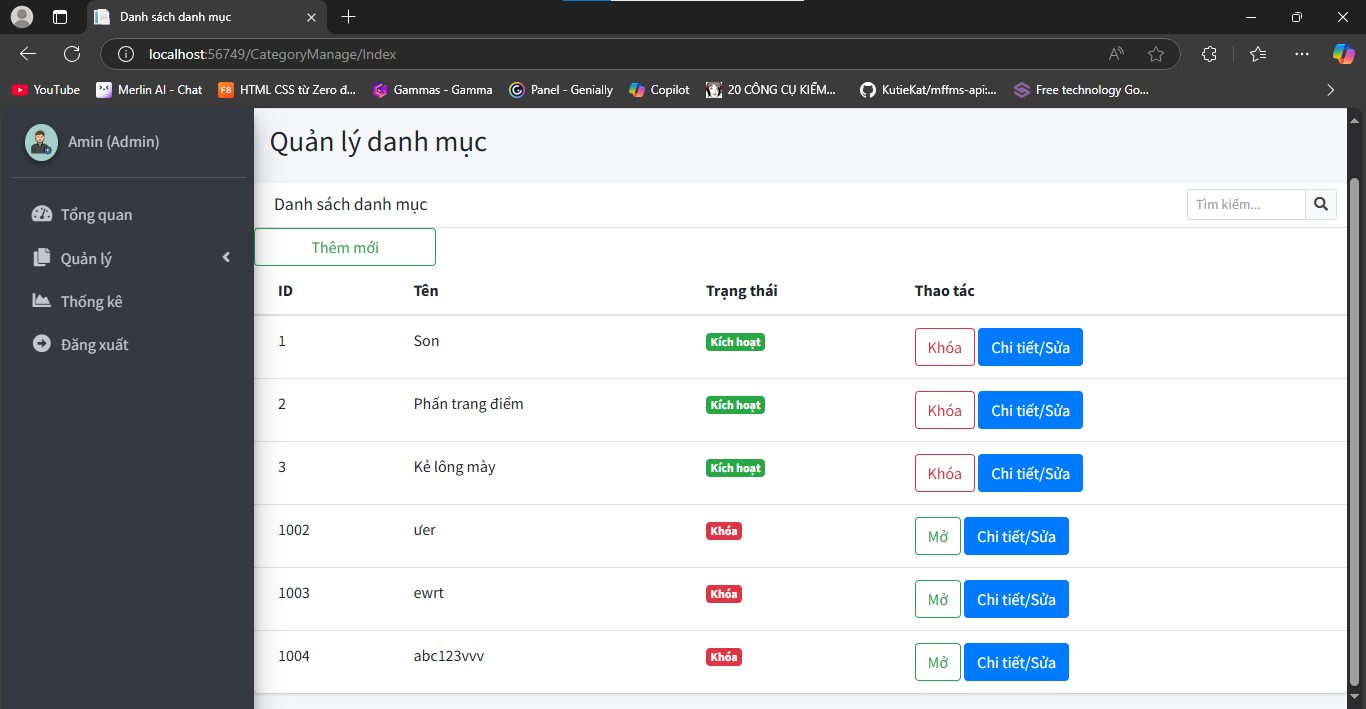 Danh sách danh mục
localhost:56749/CategoryManage/Index
YouTube
Merlin AI - Chat
HTML CSS từ Zero đ...
Gammas - Gamma
Panel - Genially
Copilot
20 CÔNG CỤ KIẾM...
KutieKat/mffms-api:...
Free technology Go...
Amin (Admin)
Tổng quan
Quản lý
Thống kê
Đăng xuất
Quản lý danh mục
Danh sách danh mục
Tìm kiếm...
Thêm mới
ID Tên Trạng thái Thao tác
1 Son Kích hoạt Khóa Chi tiết/Sửa
2 Phấn trang điểm Kích hoạt Khóa Chi tiết/Sửa
3 Kẻ lông mày Kích hoạt Khóa Chi tiết/Sửa
1002 ưer Khóa Mở Chi tiết/Sửa
1003 ewrt Khóa Mở Chi tiết/Sửa
1004 abc123vvv Khóa Mở Chi tiết/Sửa